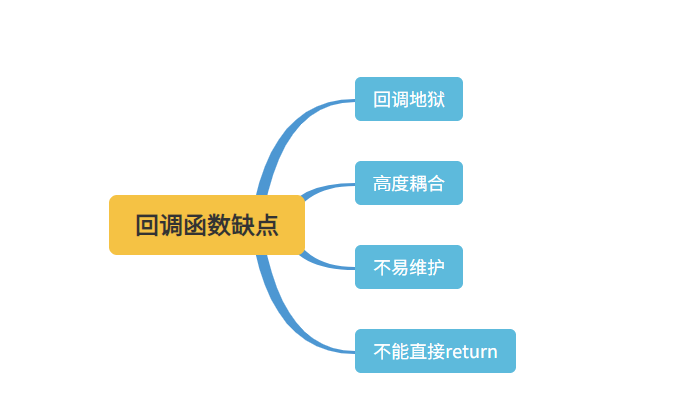 回调函数缺点
回调地狱
高度耦合
不易维护
不能直接return